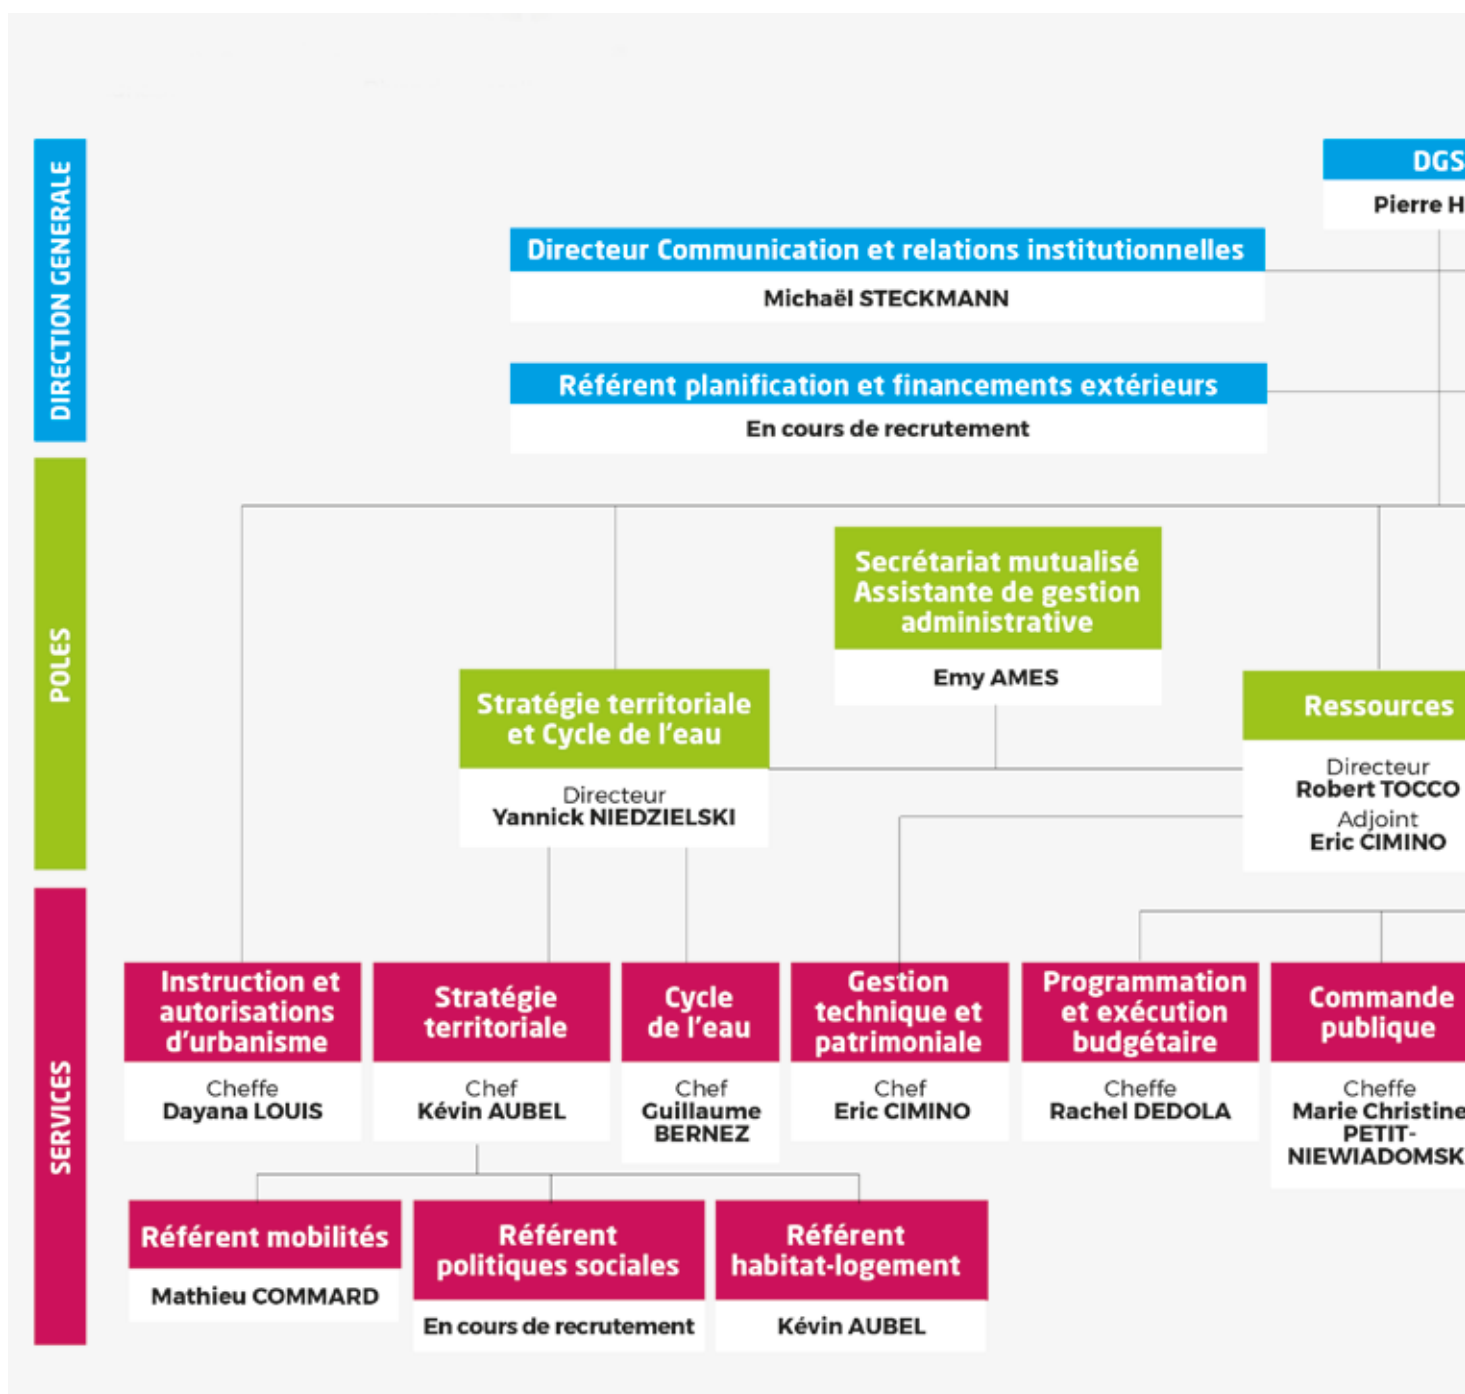 DIRECTION GENERALE
DGS
Pierre H
Directeur Communication et relations institutionnelles
Michaël STECKMANN
Référent planification et financements extérieurs
En cours de recrutement
POLES
Secrétariat mutualisé
Assistante de gestion
administrative
Emy AMES
Stratégie territoriale
et Cycle de l'eau
Directeur
Yannick NIEDZIELSKI
Ressources
Directeur
Robert TOCCO
Adjoint
Eric CIMINO
SERVICES
Instruction et
autorisations
d'urbanisme
Cheffe
Dayana LOUIS
Stratégie
territoriale
Chef
Kévin AUBEL
Cycle
de l'eau
Chef
Guillaume
BERNEZ
Gestion
technique et
patrimoniale
Chef
Eric CIMINO
Programmation
et exécution
budgétaire
Cheffe
Rachel DEDOLA
Commande
publique
Cheffe
Marie Christine
PETIT-
NIEWIADOMSK
Référent mobilités
Mathieu COMMARD
Référent
politiques sociales
En cours de recrutement
Référent
habitat-logement
Kévin AUBEL